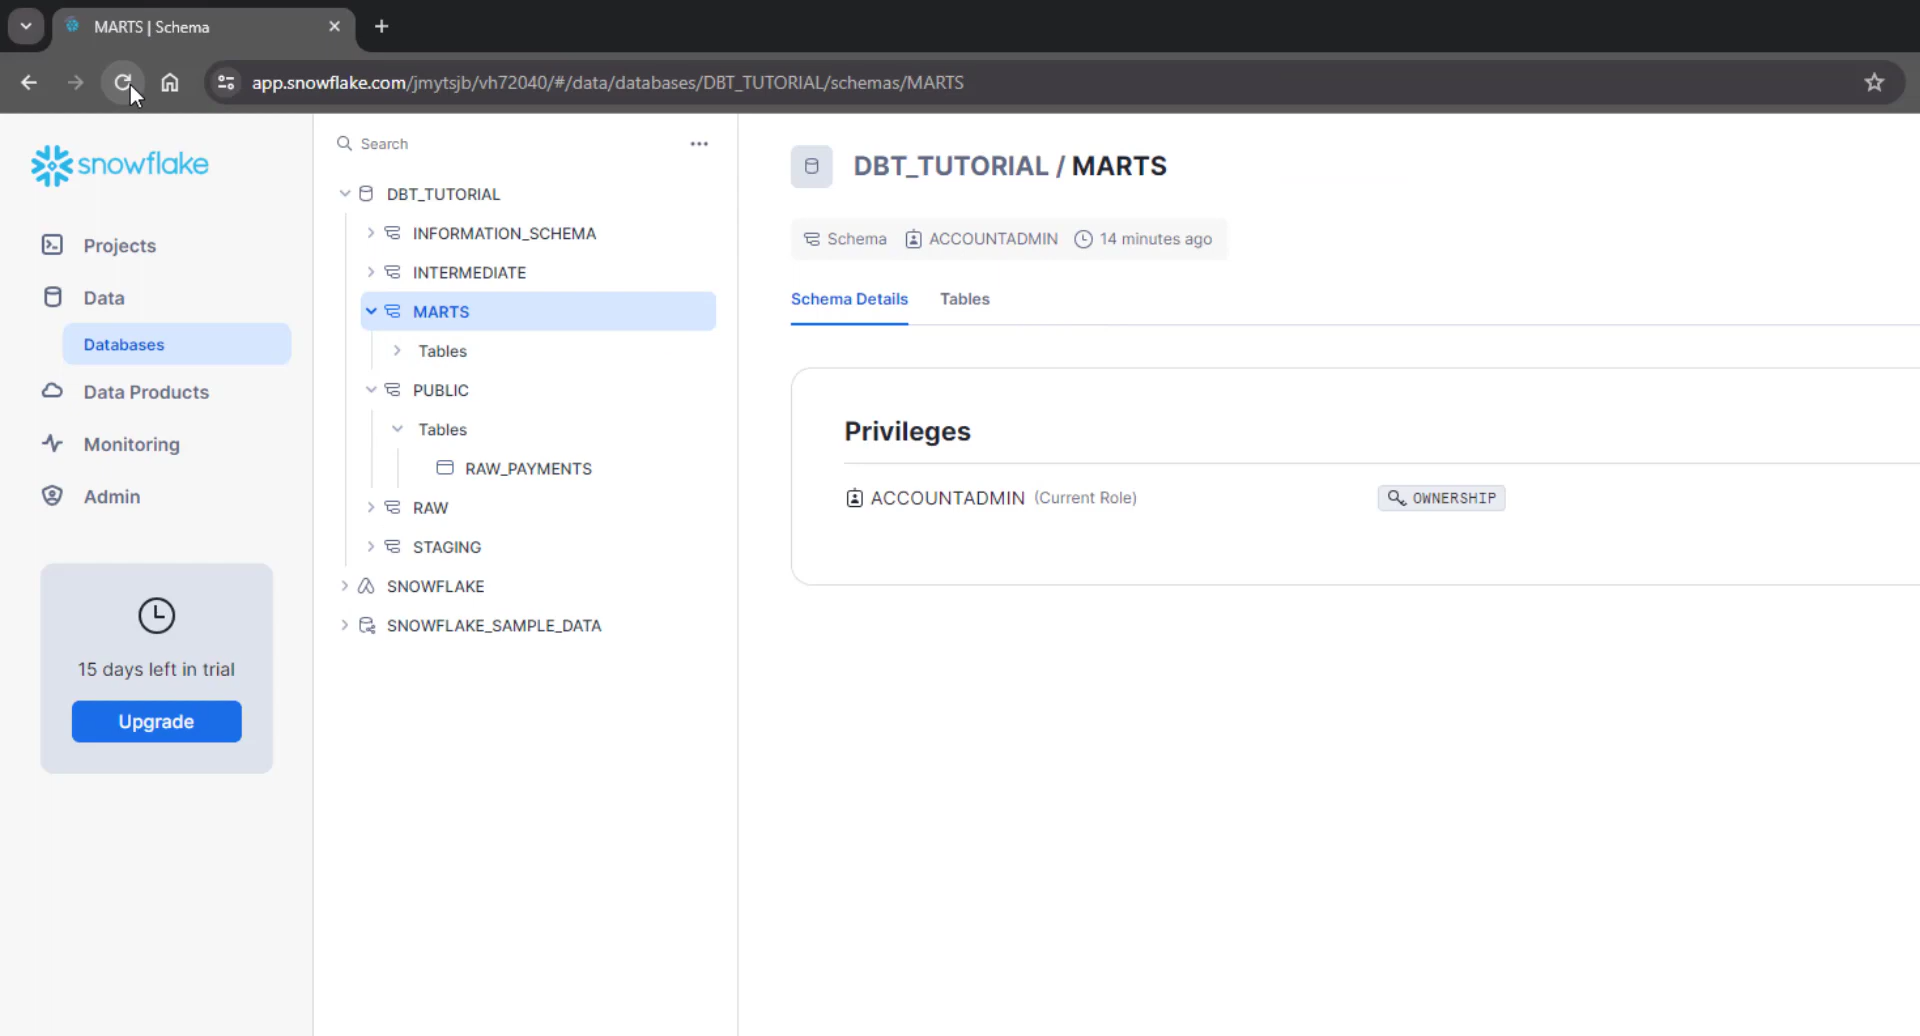 MARTS | Schema
app.snowflake.com/jmytsjb/vh72040/#/data/databases/DBT_TUTORIAL/schemas/MARTS
snowflake
Projects
Data
Databases
Data Products
Monitoring
Admin
15 days left in trial
Upgrade
Search
DBT_TUTORIAL
INFORMATION_SCHEMA
INTERMEDIATE
MARTS
Tables
PUBLIC
Tables
RAW_PAYMENTS
RAW
STAGING
SNOWFLAKE
SNOWFLAKE_SAMPLE_DATA
DBT_TUTORIAL / MARTS
Schema ACCOUNTADMIN 14 minutes ago
Schema Details Tables
Privileges
ACCOUNTADMIN (Current Role) OWNERSHIP